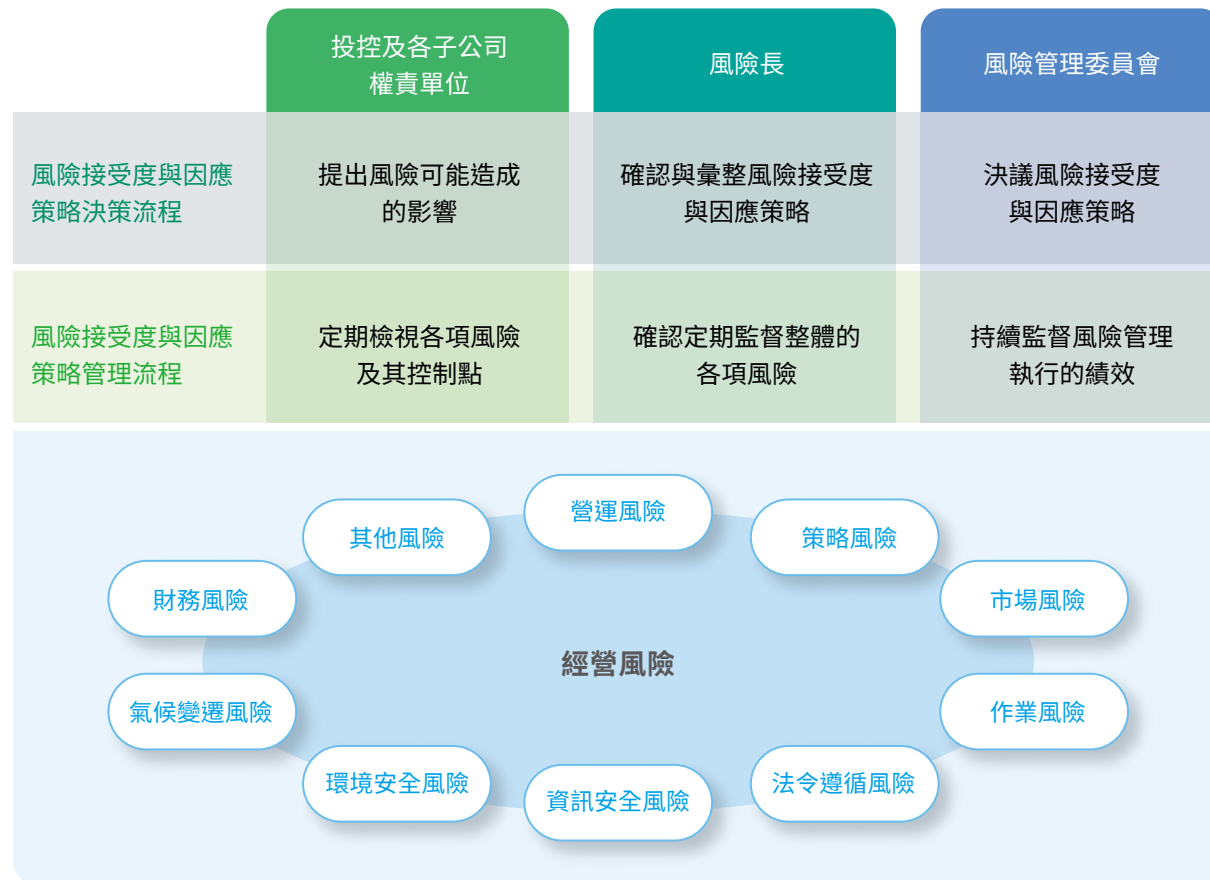 投控及各子公司
權責單位
風險長
風險管理委員會
風險接受度與因應
策略決策流程
提出風險可能造成
的影響
確認與彙整風險接受度
與因應策略
決議風險接受度
與因應策略
風險接受度與因應
策略管理流程
定期檢視各項風險
及其控制點
確認定期監督整體的
各項風險
持續監督風險管理
執行的績效
營運風險
其他風險
策略風險
財務風險
市場風險
經營風險
氣候變遷風險
作業風險
環境安全風險
資訊安全風險
法令遵循風險